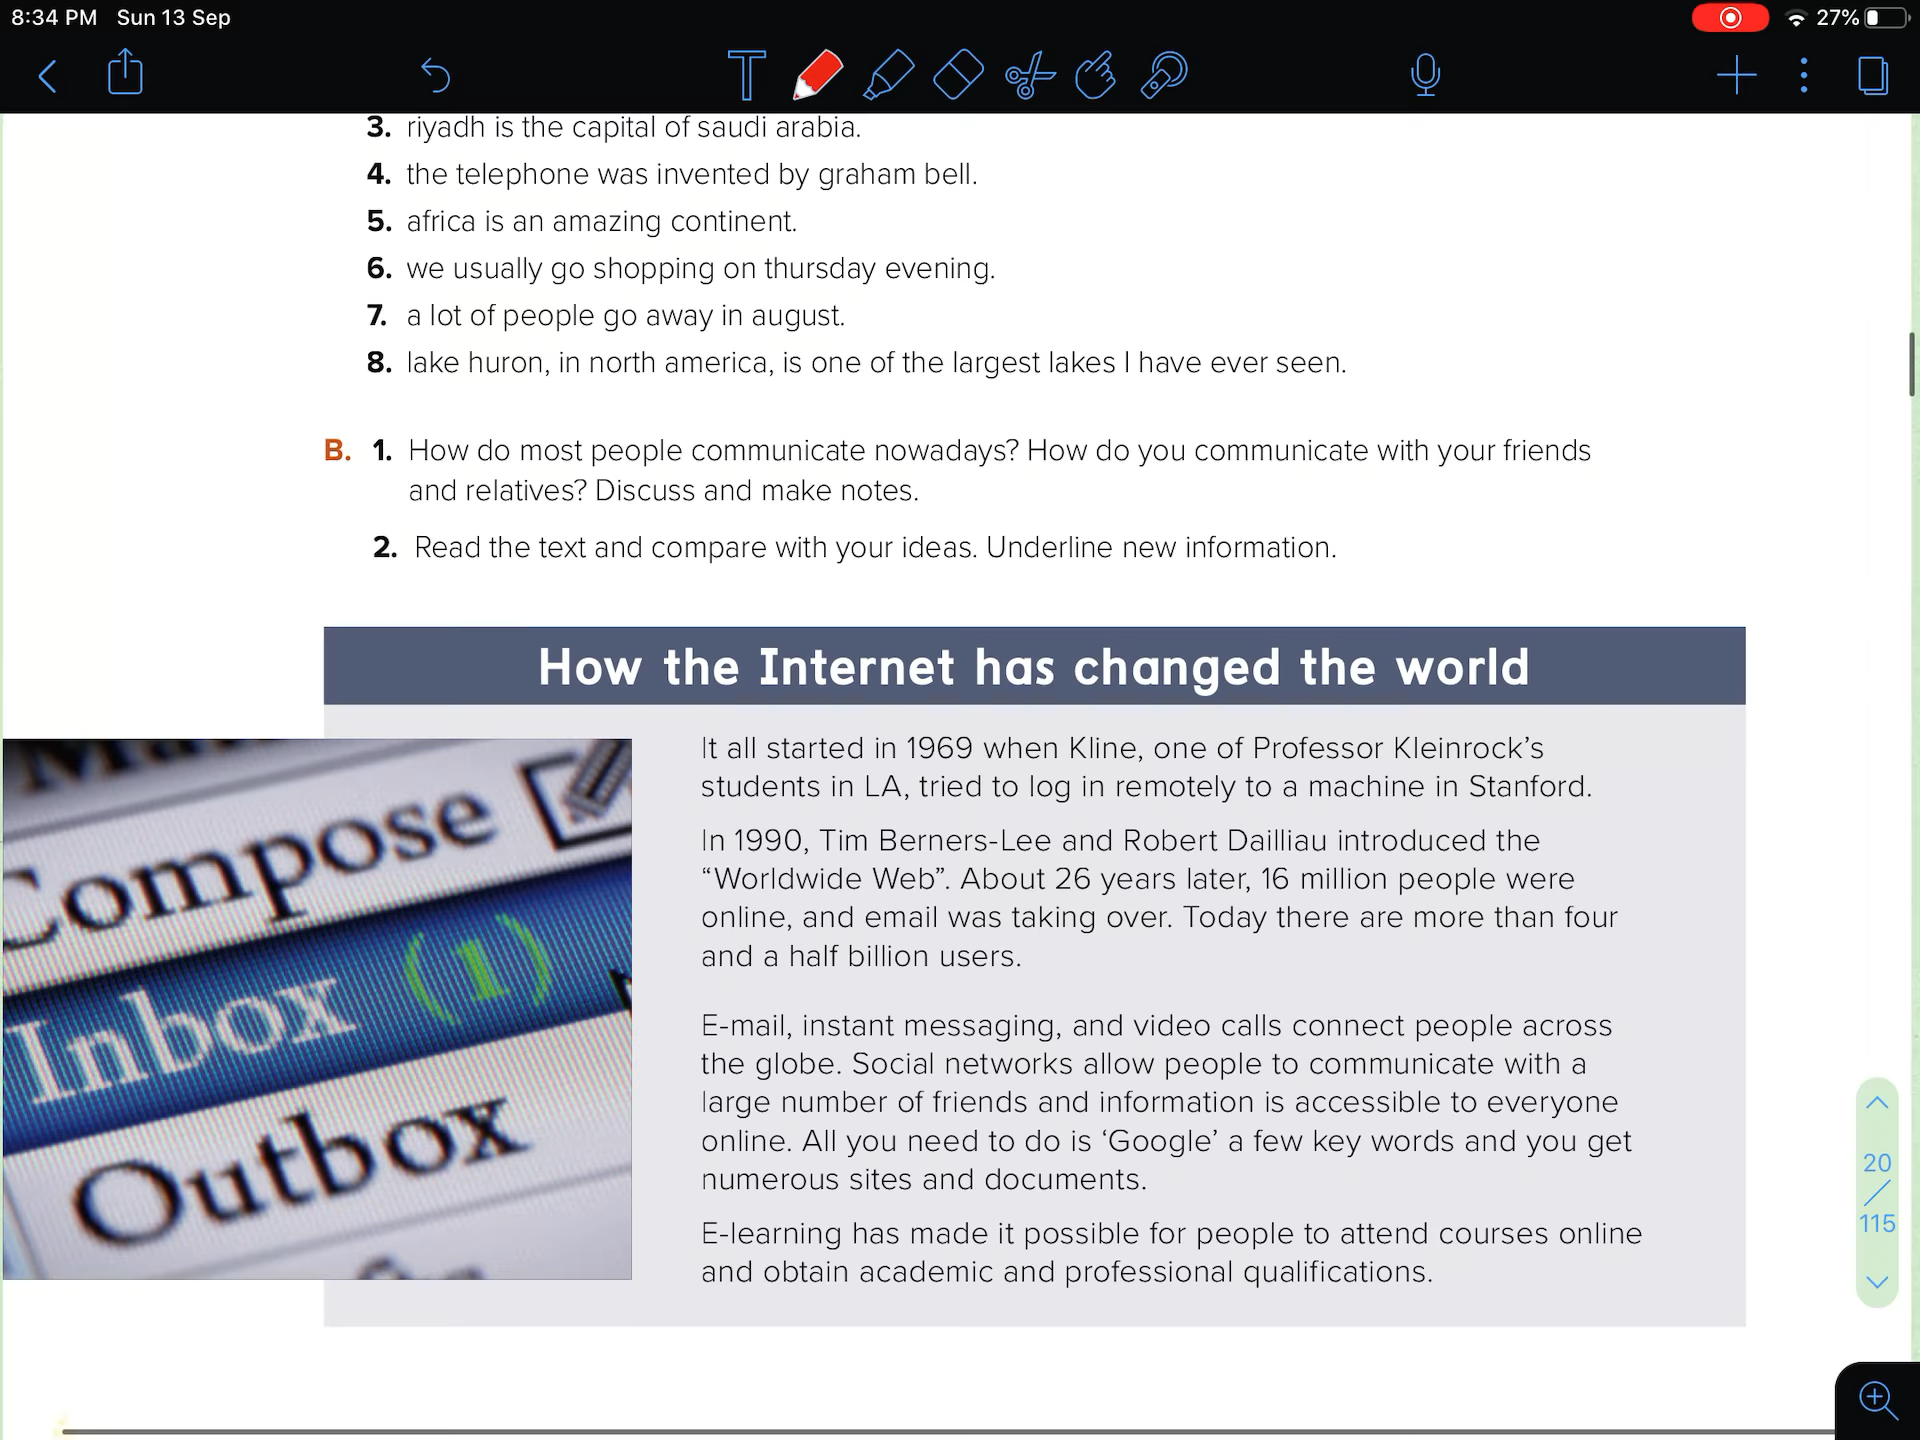 8:34 PM Sun 13 Sep
27%
3. riyadh is the capital of saudi arabia.
4. the telephone was invented by graham bell.
5. africa is an amazing continent.
6. we usually go shopping on thursday evening.
7. a lot of people go away in august.
8. lake huron, in north america, is one of the largest lakes I have ever seen.
B. 1. How do most people communicate nowadays? How do you communicate with your friends
and relatives? Discuss and make notes.
2. Read the text and compare with your ideas. Underline new information.
How the Internet has changed the world
Compose
Inbox (1)
Outbox
It all started in 1969 when Kline, one of Professor Kleinrock's
students in LA, tried to log in remotely to a machine in Stanford.
In 1990, Tim Berners-Lee and Robert Dailliau introduced the
“Worldwide Web”. About 26 years later, 16 million people were
online, and email was taking over. Today there are more than four
and a half billion users.
E-mail, instant messaging, and video calls connect people across
the globe. Social networks allow people to communicate with a
large number of friends and information is accessible to everyone
online. All you need to do is ‘Google’ a few key words and you get
numerous sites and documents.
E-learning has made it possible for people to attend courses online
and obtain academic and professional qualifications.
20
/
115